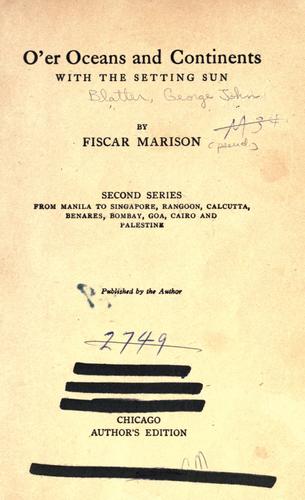 O'er Oceans and Continents
WITH THE SETTING SUN
Blatter, George John
BY
FISCAR MARISON
(pseud.)
SECOND SERIES
FROM MANILA TO SINGAPORE, RANGOON, CALCUTTA,
BENARES, BOMBAY, GOA, CAIRO AND
PALESTINE
Published by the Author
2749
CHICAGO
AUTHOR'S EDITION